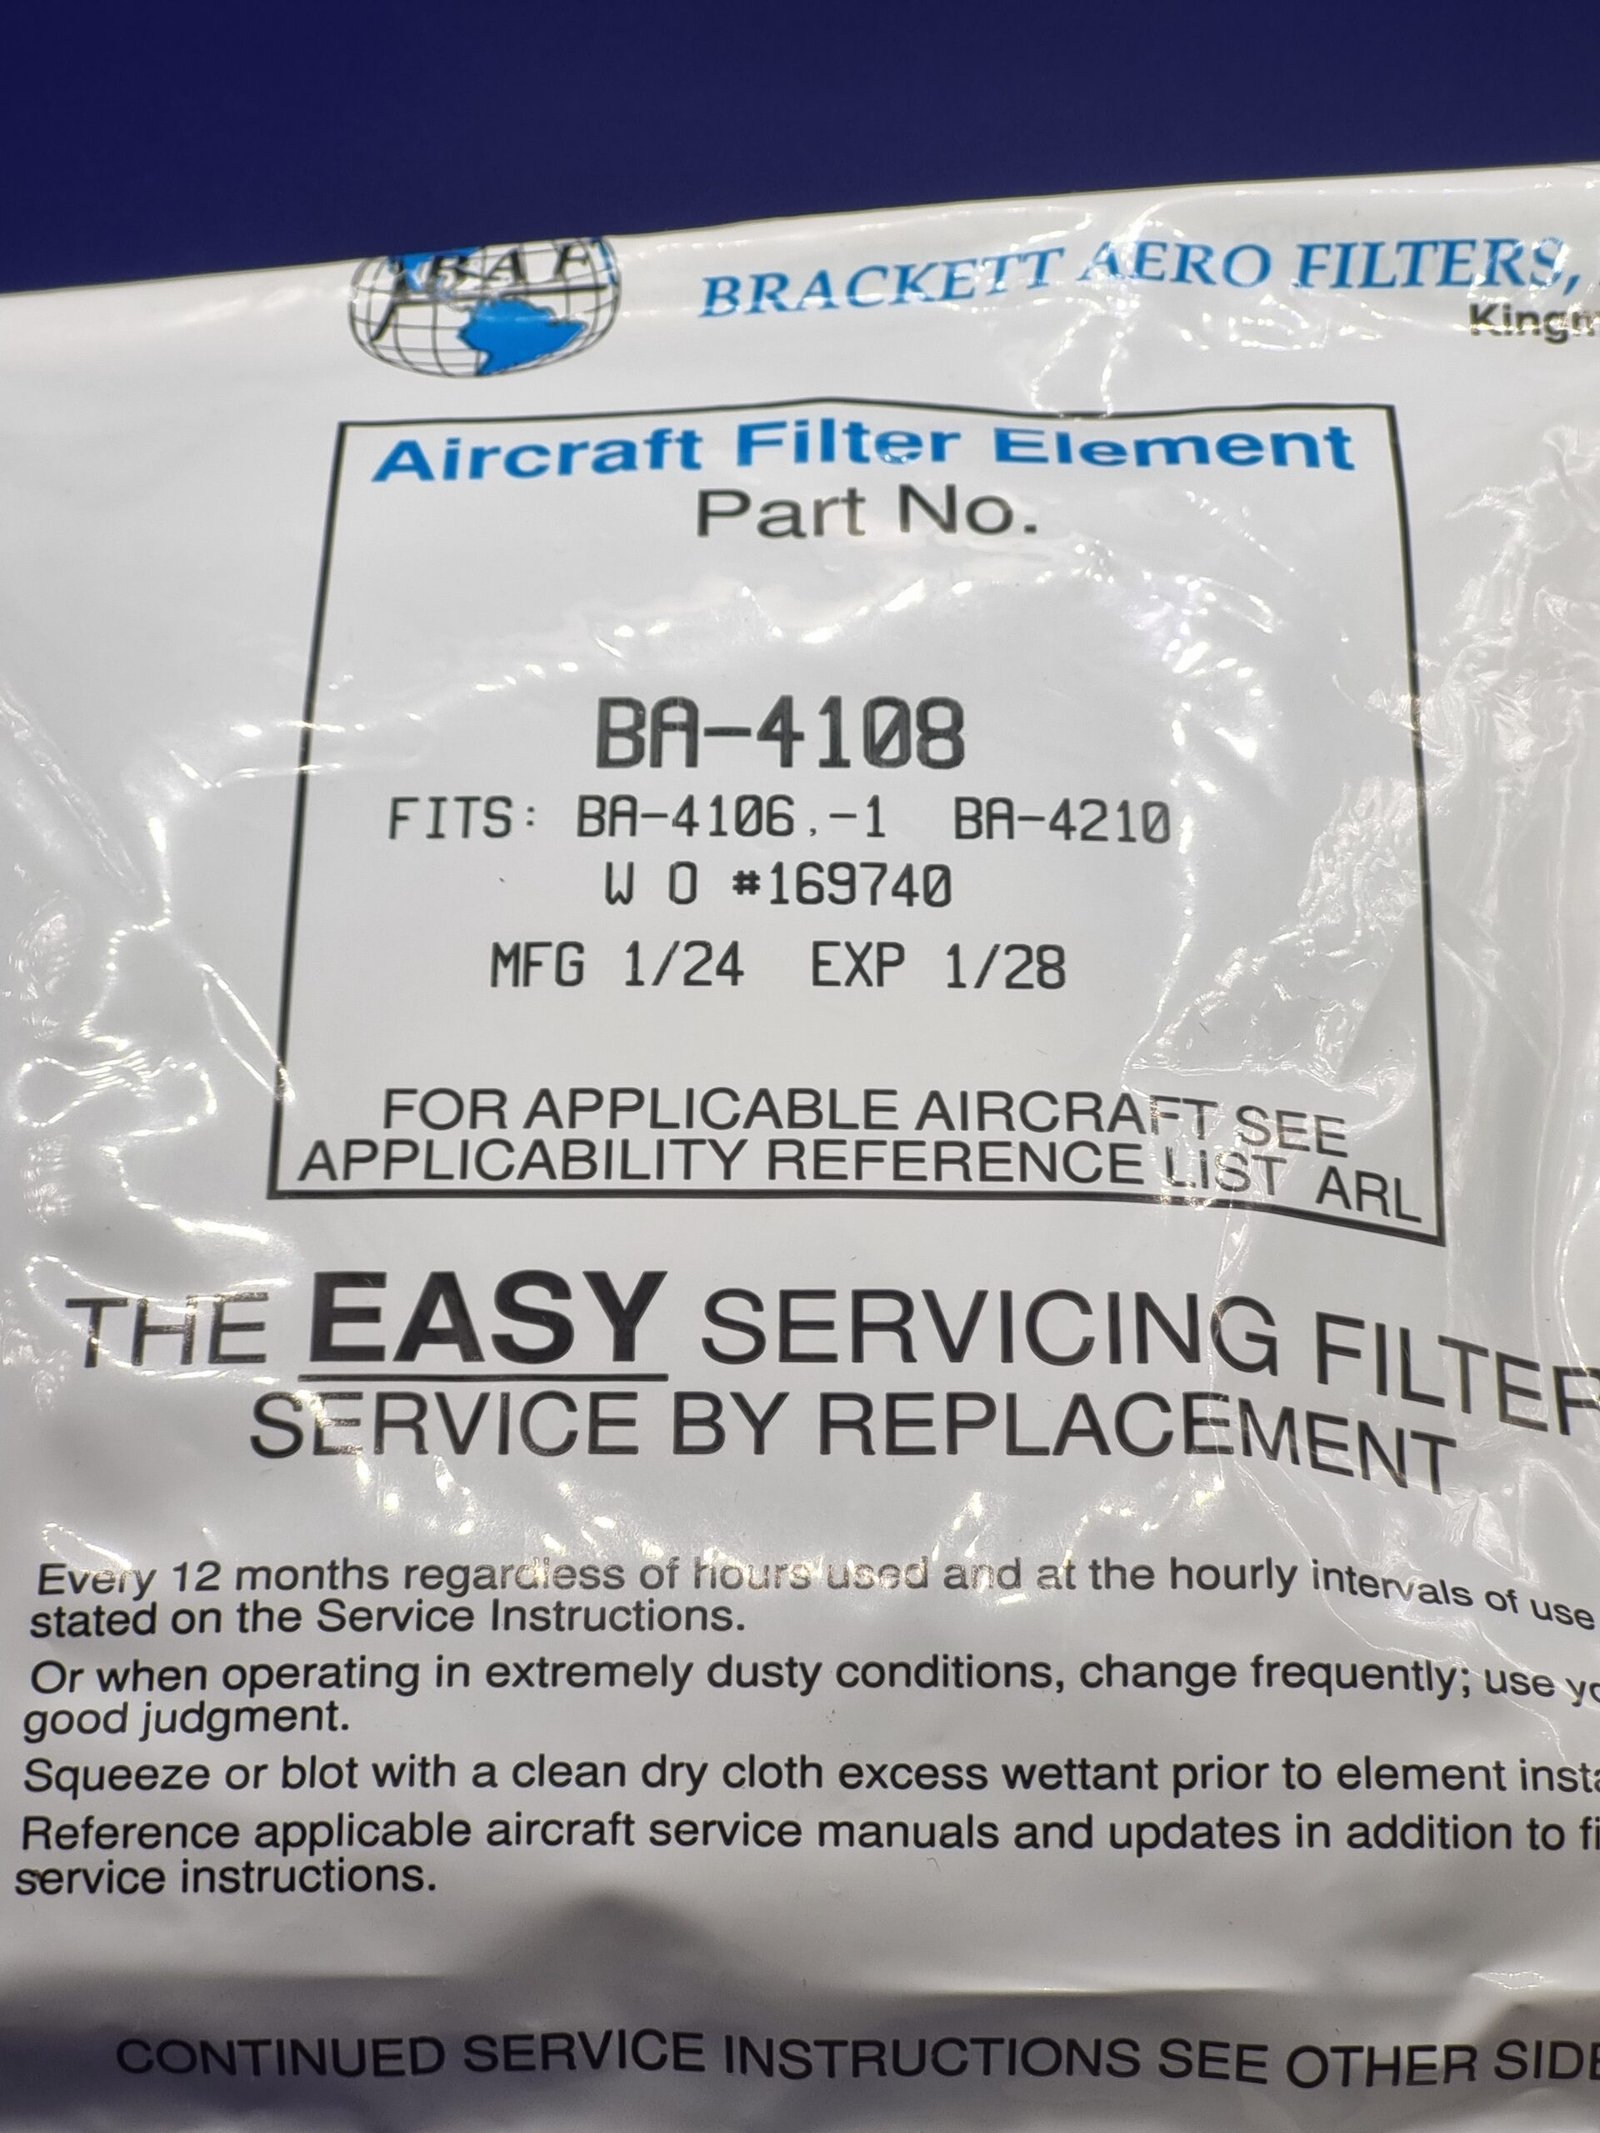 BAF
BRACKETT AERO FILTERS,
Aircraft Filter Element
Part No.
BA-4108
FITS: BA-4106,-1 BA-4210
W O #169740
MFG 1/24 EXP 1/28
FOR APPLICABLE AIRCRAFT SEE
APPLICABILITY REFERENCE LIST ARL
THE EASY SERVICING FILTER
SERVICE BY REPLACEMENT
Every 12 months regardless of hours used and at the hourly intervals of use
stated on the Service Instructions.
Or when operating in extremely dusty conditions, change frequently; use
good judgment.
Squeeze or blot with a clean dry cloth excess wettant prior to element
Reference applicable aircraft service manuals and updates in addition to
service instructions.
CONTINUED SERVICE INSTRUCTIONS SEE OTHER SIDE